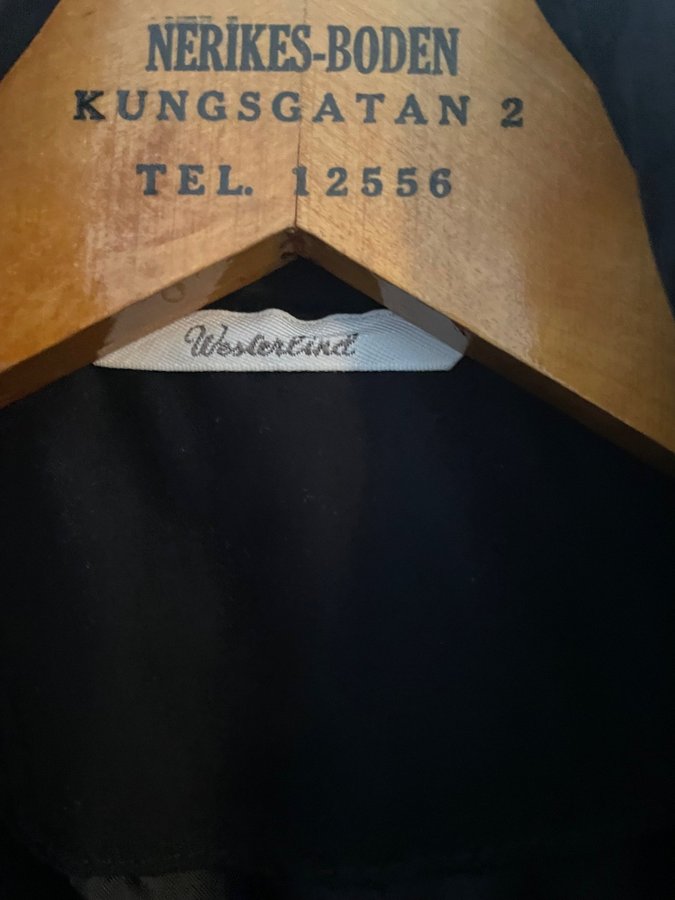 NERIKES-BODEN
KUNGSGATAN 2
TEL. 12556
Westerlind